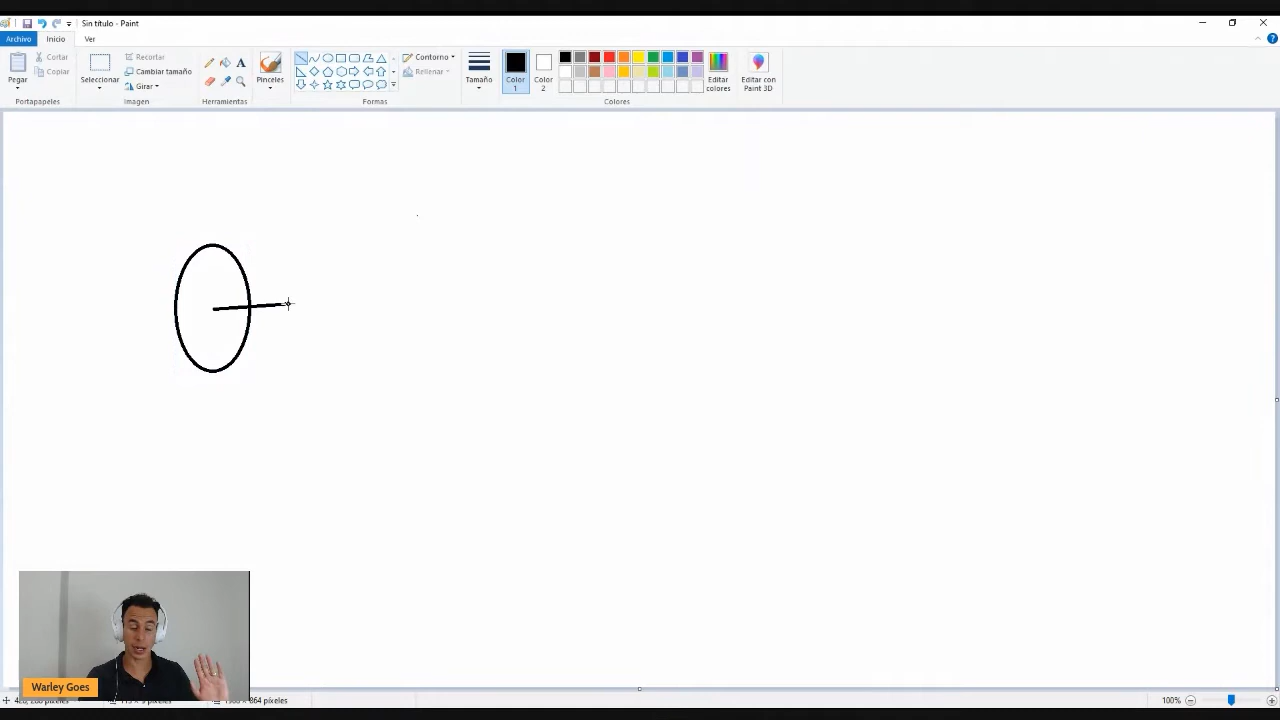 Sin título - Paint
Archivo
Inicio
Ver
Pegar
Cortar
Copiar
Portapapeles
Seleccionar
Recortar
Cambiar tamaño
Girar
Imagen
A
Herramientas
Pinceles
Contorno
Rellenar
Formas
Tamaño
Color 1
Color 2
Editar colores
Colores
Editar con Paint 3D
Warley Goes
100%